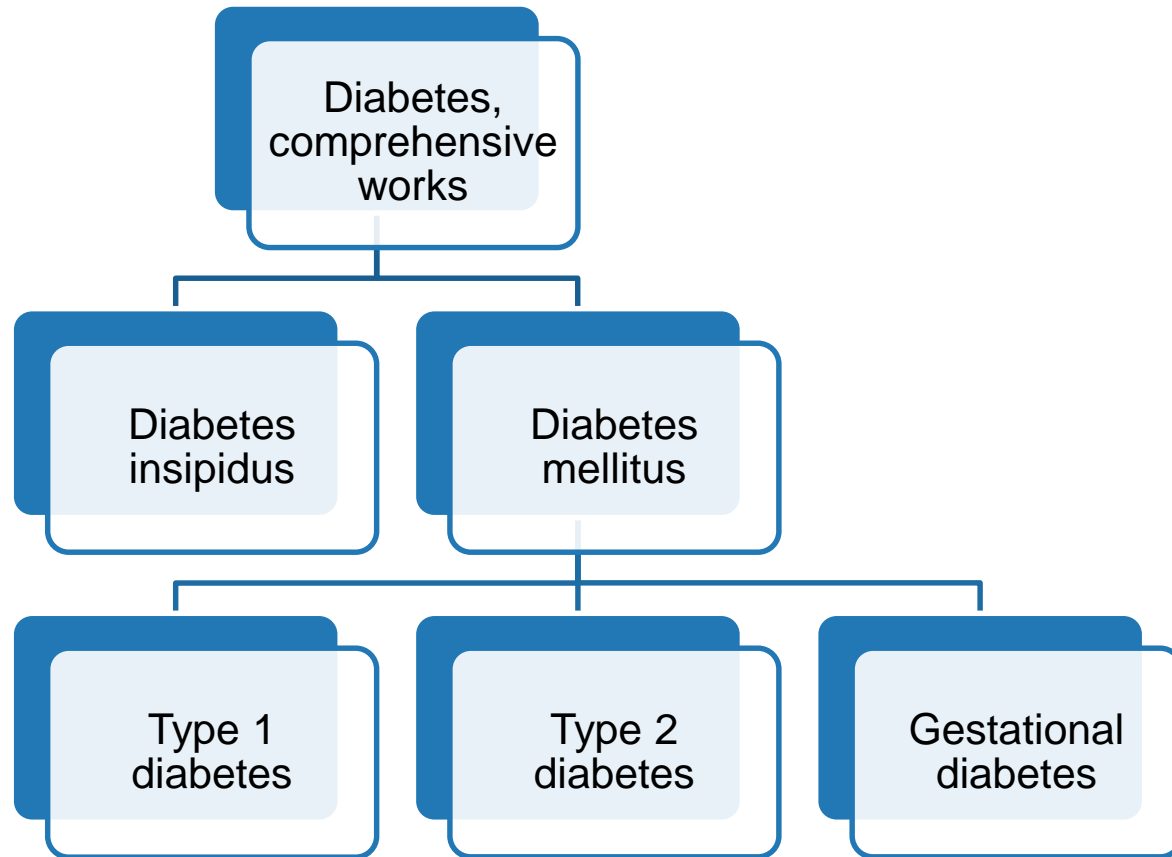 Diabetes,
comprehensive
works
Diabetes
insipidus
Diabetes
mellitus
Type 1
diabetes
Type 2
diabetes
Gestational
diabetes